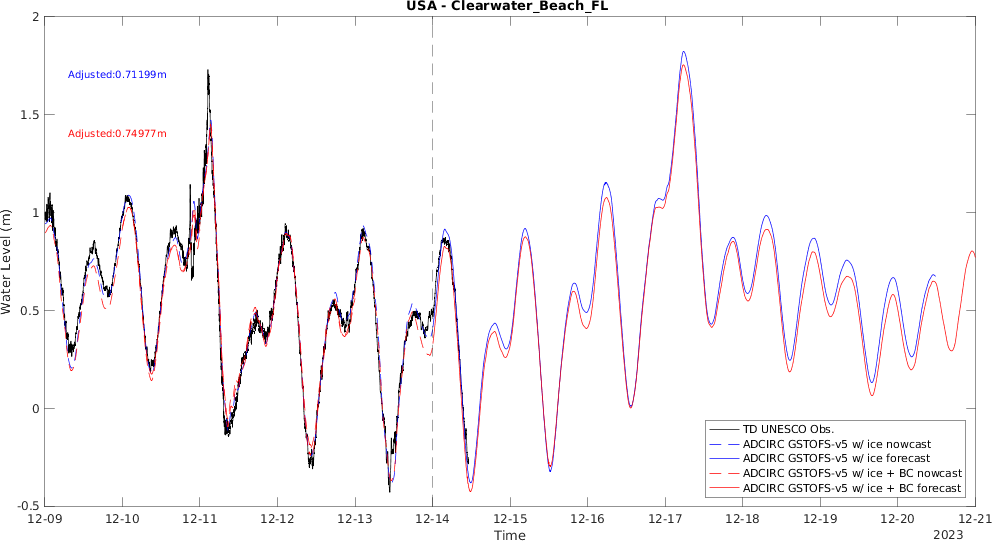 USA - Clearwater_Beach_FL
Adjusted:0.71199m
Adjusted:0.74977m
Water Level (m)
2
1.5
1
0.5
0
-0.5
12-09 12-10 12-11 12-12 12-13 12-14 12-15 12-16 12-17 12-18 12-19 12-20 12-21
Time
2023
TD UNESCO Obs.
ADCIRC GSTOFS-v5 w/ ice nowcast
ADCIRC GSTOFS-v5 w/ ice forecast
ADCIRC GSTOFS-v5 w/ ice + BC nowcast
ADCIRC GSTOFS-v5 w/ ice + BC forecast